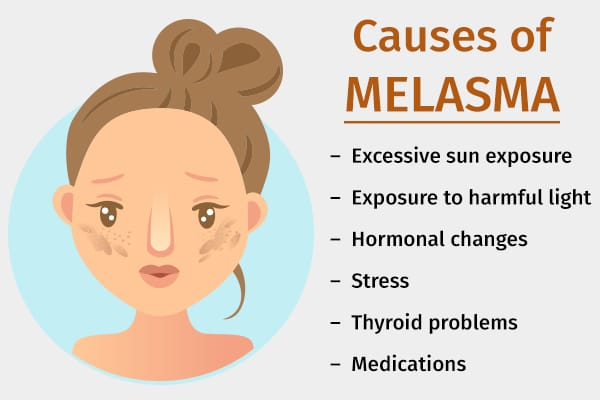 Causes of
MELASMA
– Excessive sun exposure
– Exposure to harmful light
– Hormonal changes
– Stress
– Thyroid problems
– Medications